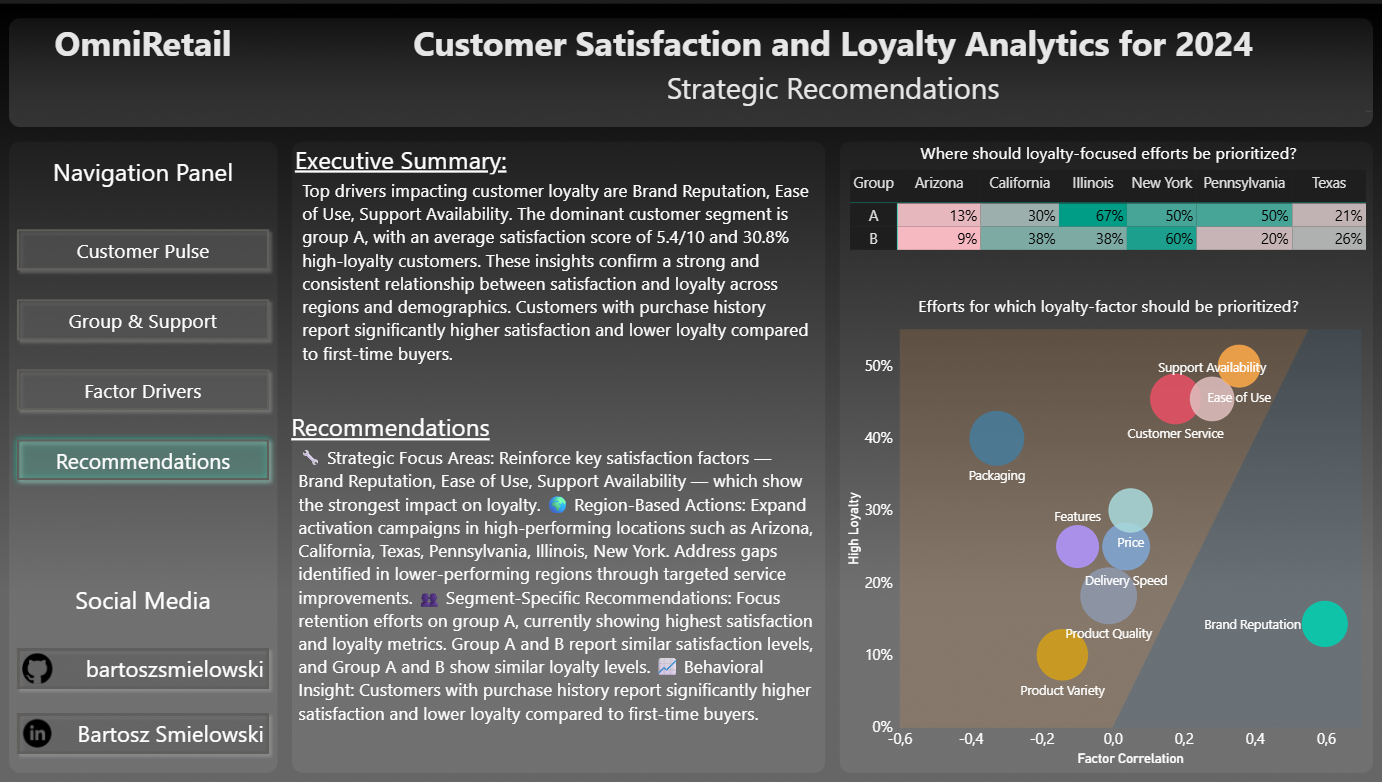 OmniRetail
Customer Satisfaction and Loyalty Analytics for 2024
Strategic Recomendations
Navigation Panel
Customer Pulse
Group & Support
Factor Drivers
Recommendations
Social Media
bartoszsmielowski
in
Bartosz Smielowski
Executive Summary:
Top drivers impacting customer loyalty are Brand Reputation, Ease
of Use, Support Availability. The dominant customer segment is
group A, with an average satisfaction score of 5.4/10 and 30.8%
high-loyalty customers. These insights confirm a strong and
consistent relationship between satisfaction and loyalty across
regions and demographics. Customers with purchase history
report significantly higher satisfaction and lower loyalty compared
to first-time buyers.
Recommendations
🔧 Strategic Focus Areas: Reinforce key satisfaction factors —
Brand Reputation, Ease of Use, Support Availability — which show
the strongest impact on loyalty. 🌍 Region-Based Actions: Expand
activation campaigns in high-performing locations such as Arizona,
California, Texas, Pennsylvania, Illinois, New York. Address gaps
identified in lower-performing regions through targeted service
improvements. 👥 Segment-Specific Recommendations: Focus
retention efforts on group A, currently showing highest satisfaction
and loyalty metrics. Group A and B report similar satisfaction levels,
and Group A and B show similar loyalty levels. 📈 Behavioral
Insight: Customers with purchase history report significantly higher
satisfaction and lower loyalty compared to first-time buyers.
Where should loyalty-focused efforts be prioritized?
Group Arizona California Illinois New York Pennsylvania Texas
A 13% 30% 67% 50% 50% 21%
B 9% 38% 38% 60% 20% 26%
Efforts for which loyalty-factor should be prioritized?
High Loyalty
50%
40%
30%
20%
10%
0%
Support Availability
Ease of Use
Customer Service
Packaging
Features
Price
Delivery Speed
Product Quality
Brand Reputation
Product Variety
-0,6 -0,4 -0,2 0,0 0,2 0,4 0,6
Factor Correlation